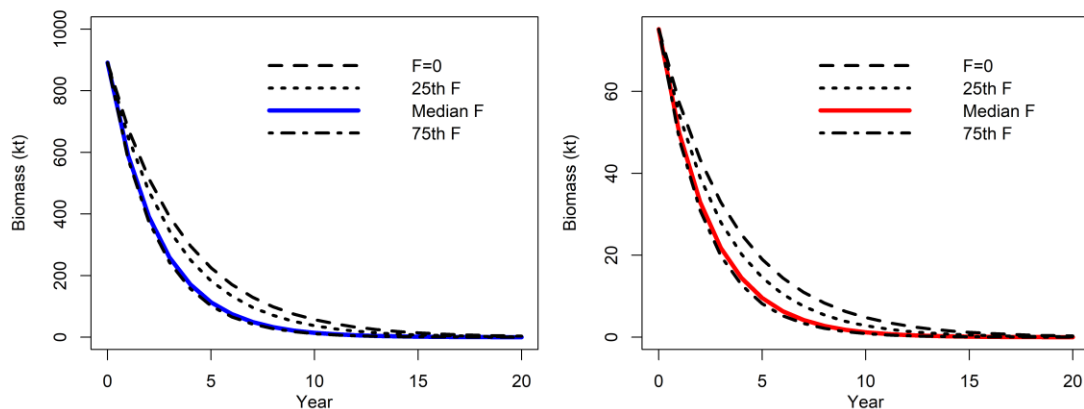 1000
800
600
400
200
0
Biomass (kt)
F=0
25th F
Median F
75th F
0 5 10 15 20
Year
60
40
20
0
Biomass (kt)
F=0
25th F
Median F
75th F
0 5 10 15 20
Year